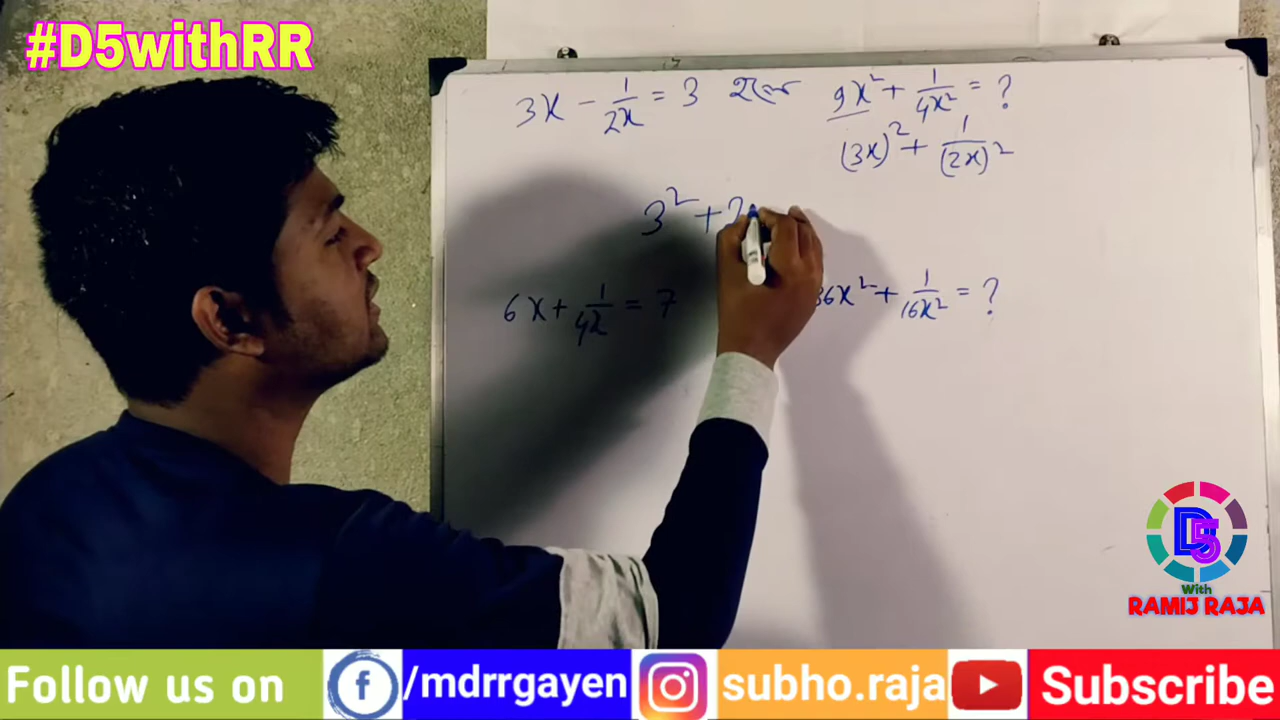 #D5withRR
3x - 1/2x = 3 হলে 9x² + 1/4x² = ?
(3x)² + 1/(2x)²
3² + 2
6x + 1/4x = 7 36x² + 1/16x² = ?
D5
With
RAMIJ RAJA
Follow us on /mdrrgayen subho.raja Subscribe